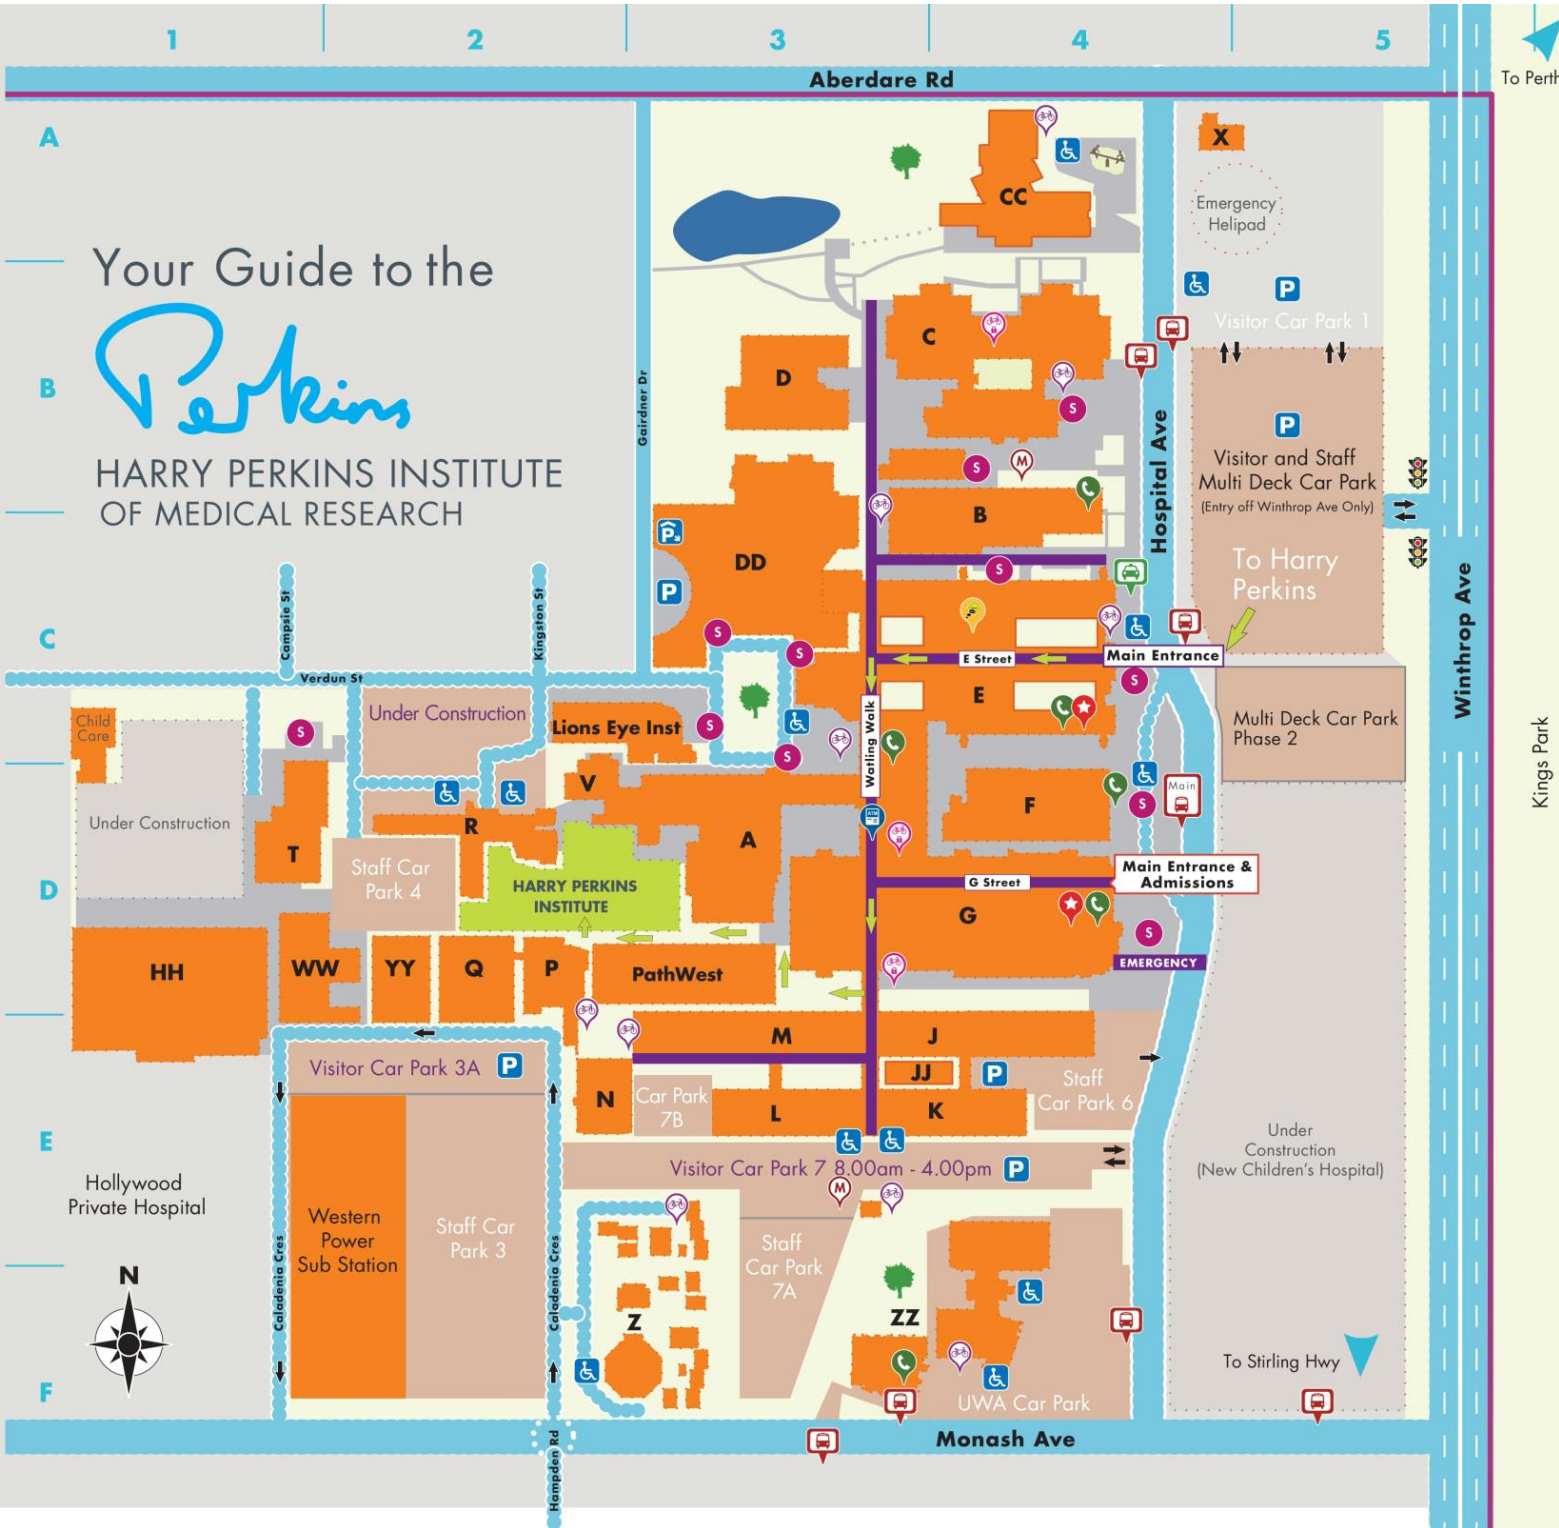 1
2
3
4
5
Aberdare Rd
To Perth
A
X
CC
Emergency
Helipad
Your Guide to the
Perkins
HARRY PERKINS INSTITUTE
OF MEDICAL RESEARCH
P
Visitor Car Park 1
C
B
D
Gairdner Dr
S
P
Hospital Ave
Visitor and Staff
Multi Deck Car Park
(Entry off Winthrop Ave Only)
S
M
B
P
DD
P
S
To Harry
Perkins
Winthrop Ave
Campsie St
Kingston St
C
S
S
E Street
Main Entrance
Verdun St
S
E
Child
Care
Under Construction
Lions Eye Inst
S
S
S
Watling Walk
Multi Deck Car Park
Phase 2
Kings Park
V
Main
S
F
ATM
Under Construction
R
A
T
Staff Car
Park 4
Main Entrance &
Admissions
D
HARRY PERKINS
INSTITUTE
G Street
G
S
EMERGENCY
HH
WW
YY
Q
P
PathWest
M
J
Visitor Car Park 3A
P
JJ
P
Staff
Car Park 6
N
Car Park
7B
L
K
E
Under
Construction
(New Children's Hospital)
Visitor Car Park 7 8.00am - 4.00pm
P
M
Hollywood
Private Hospital
Western
Power
Sub Station
Staff Car
Park 3
Staff
Car Park
7A
Caladenia Cres
Caladenia Cres
N
Z
ZZ
To Stirling Hwy
F
UWA Car Park
Monash Ave
Hampden Rd